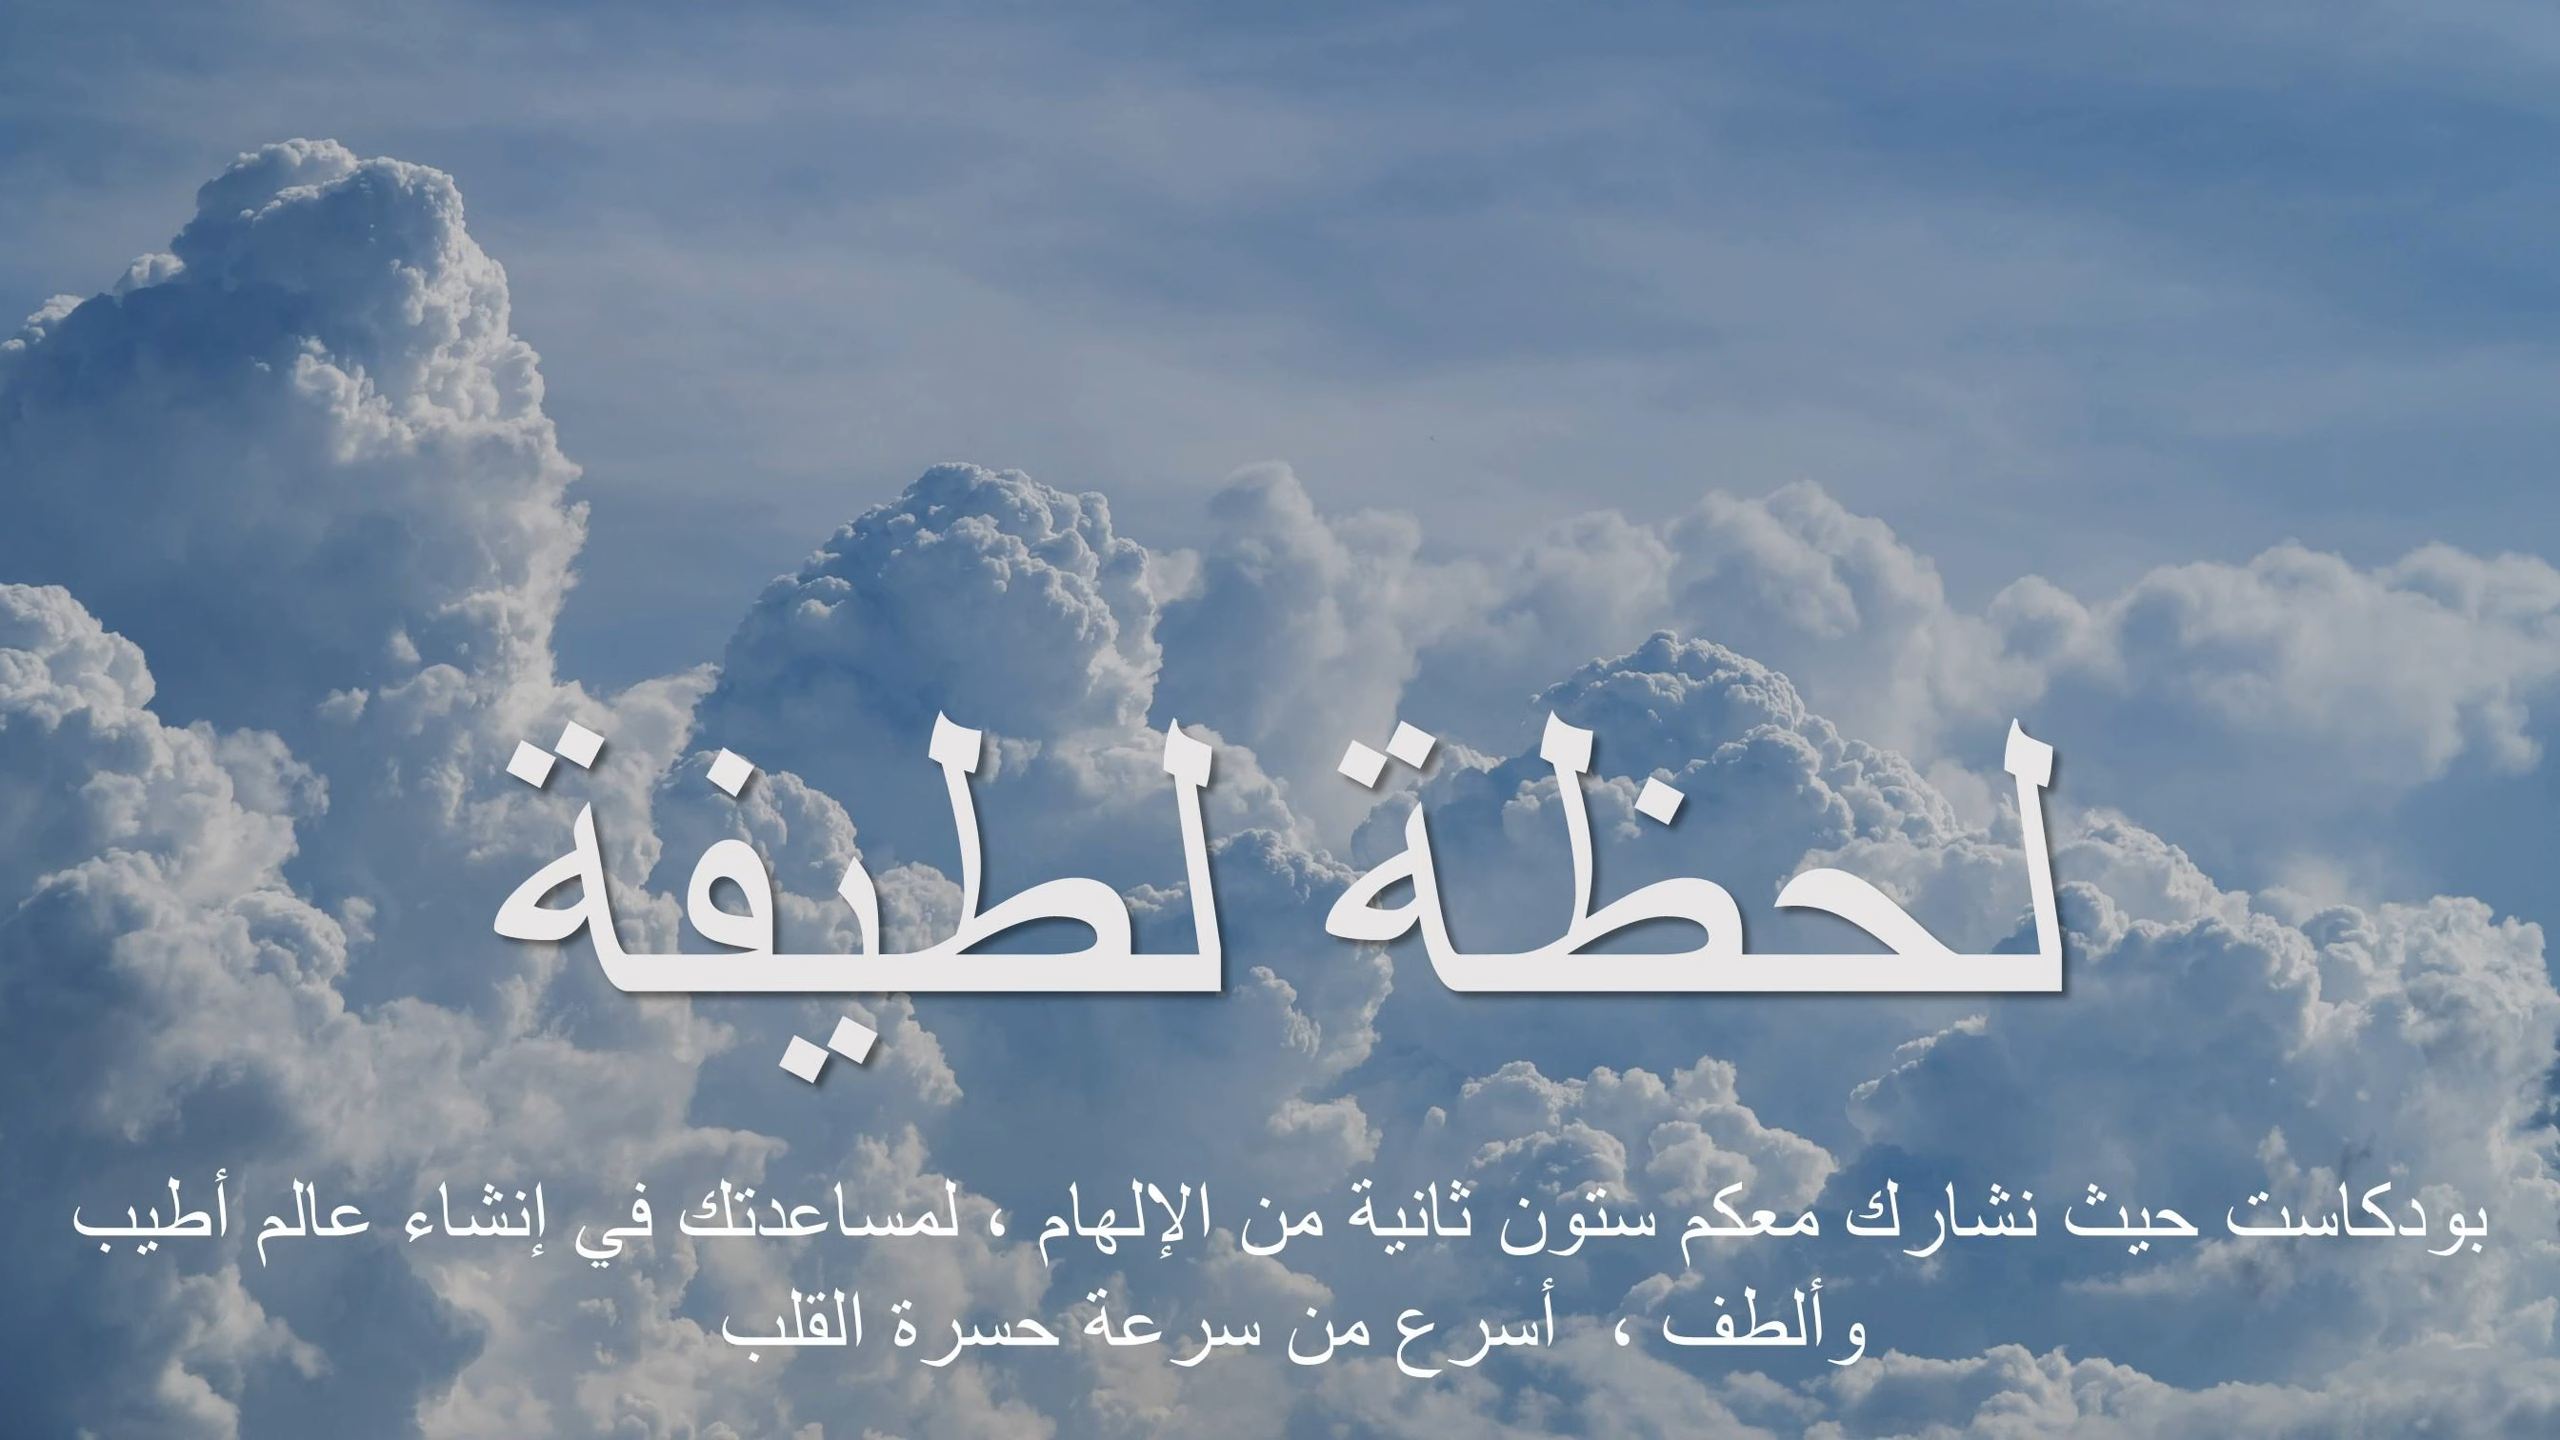 لحظة لطيفة
بودكاست حيث نشارك معكم ستون ثانية من الإلهام ، لمساعدتك في إنشاء عالم أطيب
وألطف ، أسرع من سرعة حسرة القلب